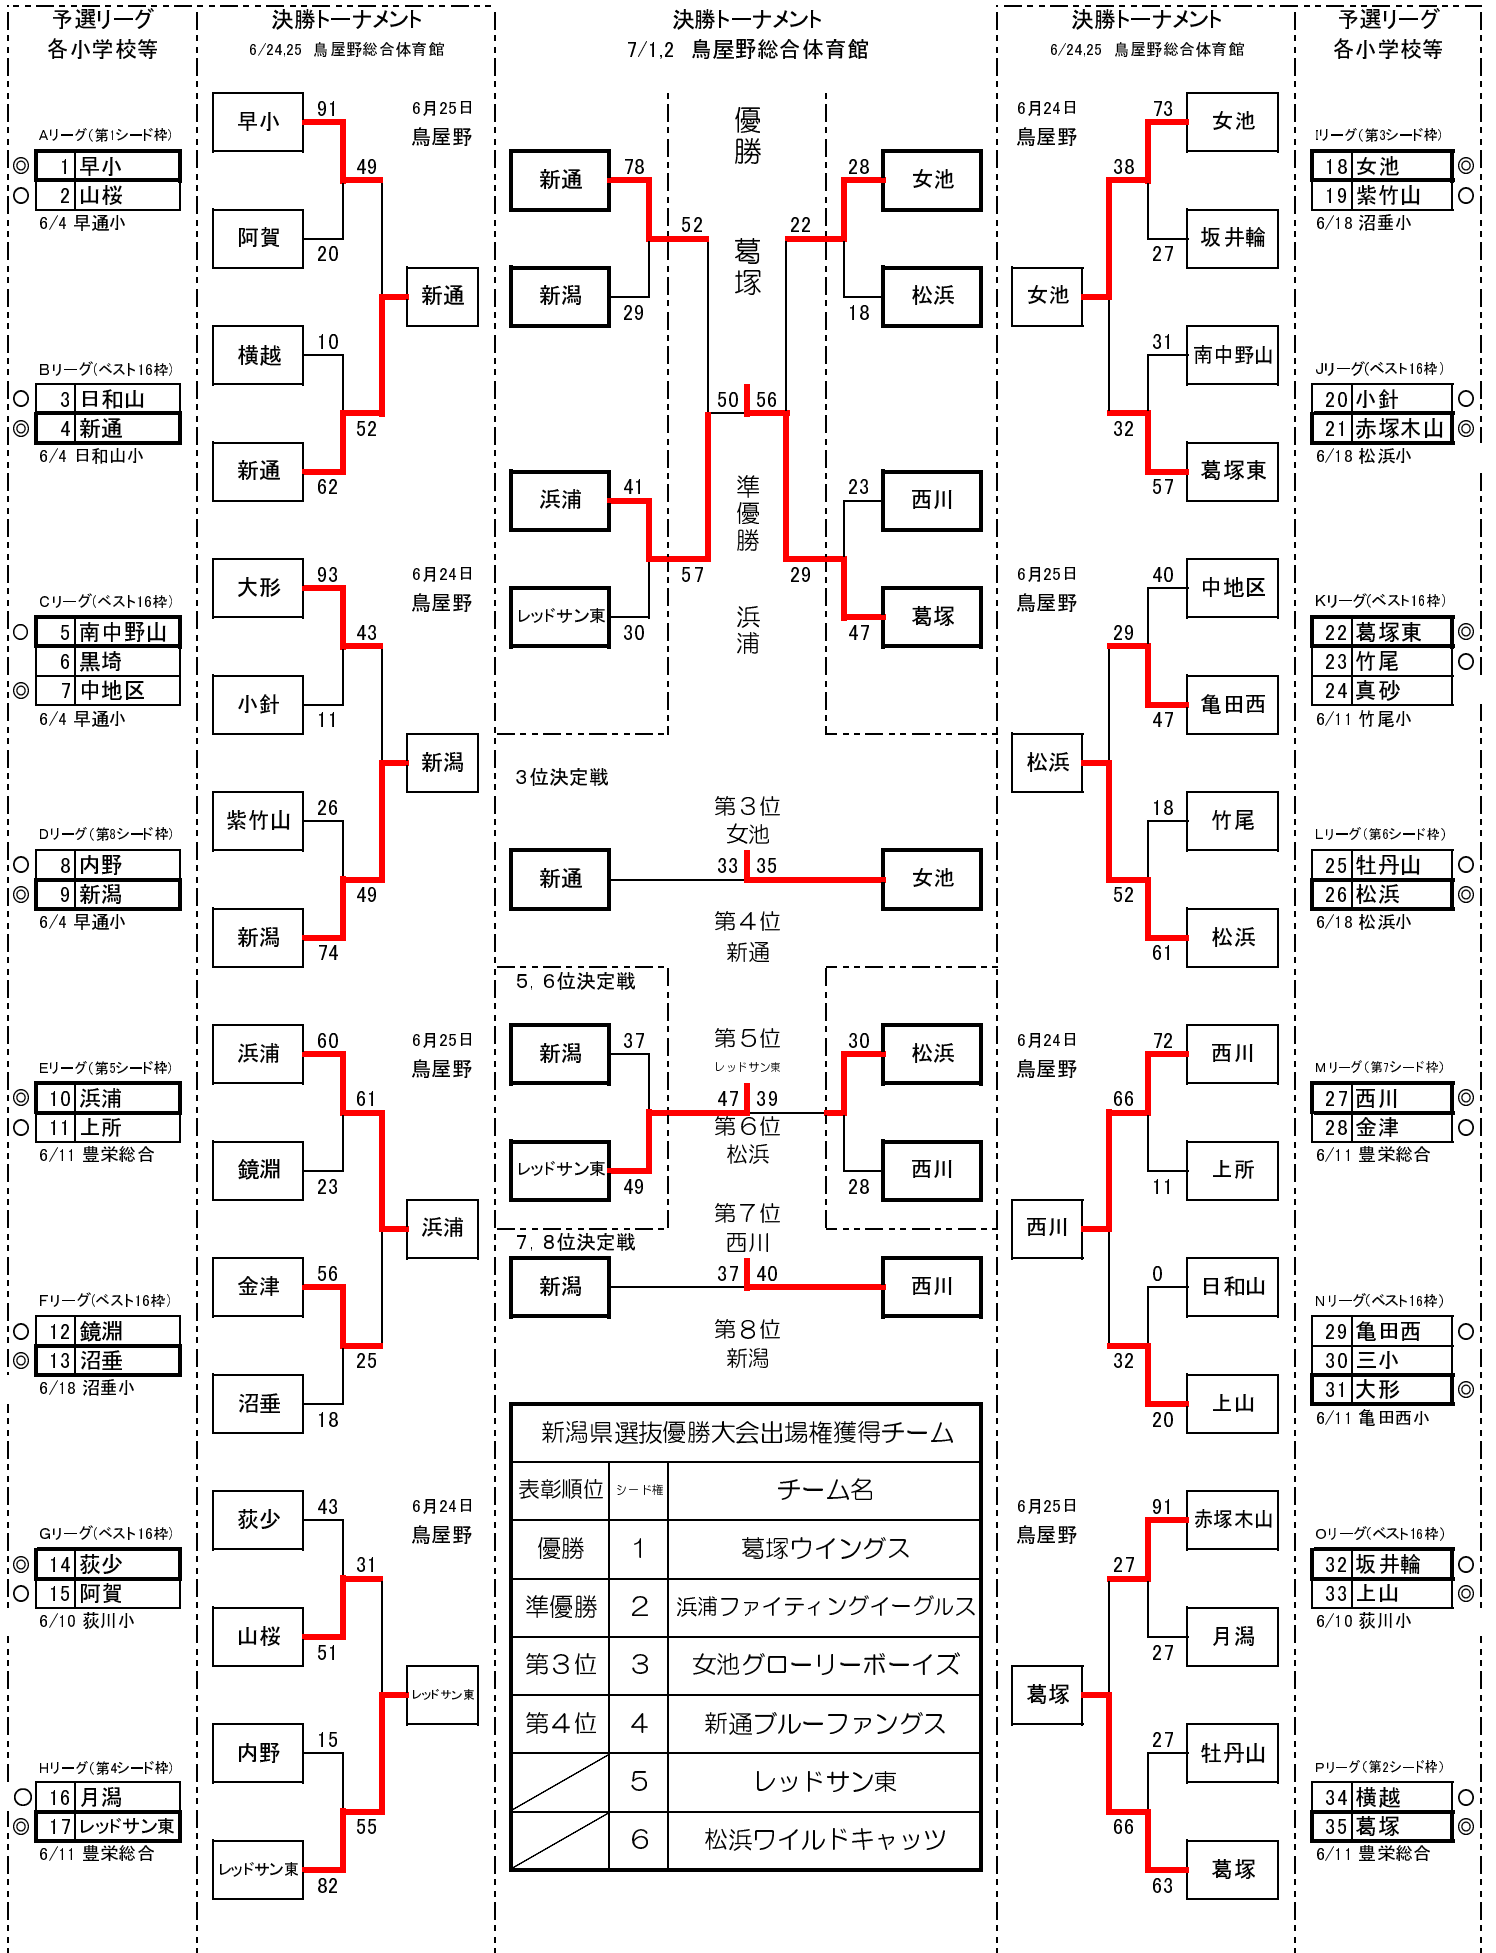 予選リーグ
各小学校等
Aリーグ(第1シード枠)
◎ 1 早小
○ 2 山桜
6/4 早通小
Bリーグ(ベスト16枠)
○ 3 日和山
◎ 4 新通
6/4 日和山小
Cリーグ(ベスト16枠)
○ 5 南中野山
6 黒埼
◎ 7 中地区
6/4 早通小
Dリーグ(第8シード枠)
○ 8 内野
◎ 9 新潟
6/4 早通小
Eリーグ(第5シード枠)
◎ 10 浜浦
○ 11 上所
6/11 豊栄総合
Fリーグ(ベスト16枠)
○ 12 鏡淵
◎ 13 沼垂
6/18 沼垂小
Gリーグ(ベスト16枠)
◎ 14 荻少
○ 15 阿賀
6/10 荻川小
Hリーグ(第4シード枠)
○ 16 月潟
◎ 17 レッドサン東
6/11 豊栄総合
決勝トーナメント
6/24,25 鳥屋野総合体育館
早小 91
6月25日
鳥屋野
49
阿賀 20
新通
横越 10
52
新通 62
大形 93
6月24日
鳥屋野
43
小針 11
新潟
紫竹山 26
49
新潟 74
浜浦 60
6月25日
鳥屋野
61
鏡淵 23
浜浦
金津 56
25
沼垂 18
荻少 43
6月24日
鳥屋野
31
山桜 51
レッドサン東
内野 15
55
レッドサン東 82
決勝トーナメント
7/1,2 鳥屋野総合体育館
優勝
葛塚
新通 78
28 女池
52 22
新潟 29
18 松浜
50 56
準優勝
浜浦
浜浦 41
23 西川
57 29
レッドサン東 30
47 葛塚
3位決定戦
第3位
女池
新通 33 35 女池
第4位
新通
5,6位決定戦
新潟 37
第5位
30 松浜
レッドサン東
47 39
第6位
松浜
レッドサン東 49
28 西川
7,8位決定戦
第7位
西川
新潟 37 40 西川
第8位
新潟
新潟県選抜優勝大会出場権獲得チーム
表彰順位 シード権 チーム名
優勝 1 葛塚ウイングス
準優勝 2 浜浦ファイティングイーグルス
第3位 3 女池グローリーボーイズ
第4位 4 新通ブルーファングス
5 レッドサン東
6 松浜ワイルドキャッツ
決勝トーナメント
6/24,25 鳥屋野総合体育館
6月24日
鳥屋野
73 女池
38
27 坂井輪
女池
31 南中野山
32
57 葛塚東
6月25日
鳥屋野
40 中地区
29
47 亀田西
松浜
18 竹尾
52
61 松浜
6月24日
鳥屋野
72 西川
66
11 上所
西川
0 日和山
32
20 上山
6月25日
鳥屋野
91 赤塚木山
27
27 月潟
葛塚
27 牡丹山
66
63 葛塚
予選リーグ
各小学校等
Iリーグ(第3シード枠)
18 女池 ◎
19 紫竹山 ○
6/18 沼垂小
Jリーグ(ベスト16枠)
20 小針 ○
21 赤塚木山 ◎
6/18 松浜小
Kリーグ(ベスト16枠)
22 葛塚東 ◎
23 竹尾 ○
24 真砂
6/11 竹尾小
Lリーグ(第6シード枠)
25 牡丹山 ○
26 松浜 ◎
6/18 松浜小
Mリーグ(第7シード枠)
27 西川 ◎
28 金津 ○
6/11 豊栄総合
Nリーグ(ベスト16枠)
29 亀田西 ○
30 三小
31 大形 ◎
6/11 亀田西小
Oリーグ(ベスト16枠)
32 坂井輪 ○
33 上山 ◎
6/10 荻川小
Pリーグ(第2シード枠)
34 横越 ○
35 葛塚 ◎
6/11 豊栄総合